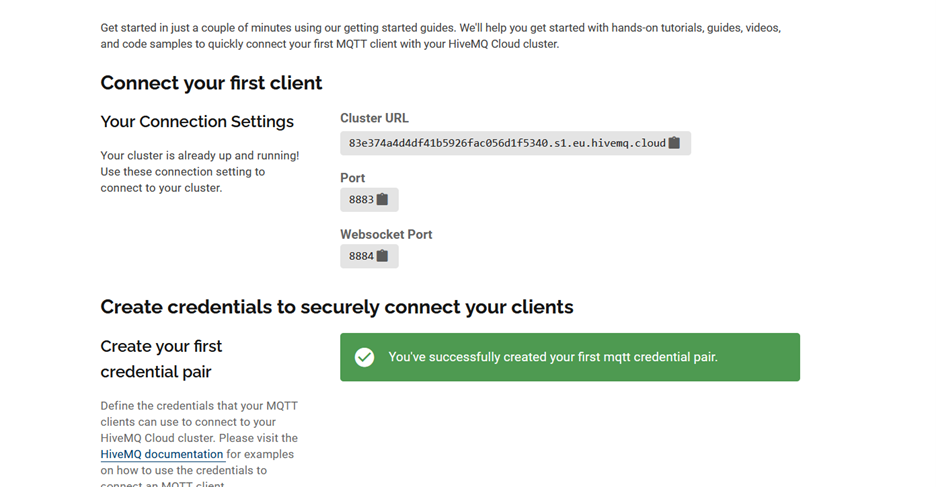 Get started in just a couple of minutes using our getting started guides. We'll help you get started with hands-on tutorials, guides, videos,
and code samples to quickly connect your first MQTT client with your HiveMQ Cloud cluster.
Connect your first client
Your Connection Settings
Your cluster is already up and running!
Use these connection setting to
connect to your cluster.
Cluster URL
83e374a4d4df41b5926fac056d1f5340.s1.eu.hivemq.cloud
Port
8883
Websocket Port
8884
Create credentials to securely connect your clients
Create your first
credential pair
Define the credentials that your MQTT
clients can use to connect to your
HiveMQ Cloud cluster. Please visit the
HiveMQ documentation for examples
on how to use the credentials to
connect an MQTT client
You've successfully created your first mqtt credential pair.